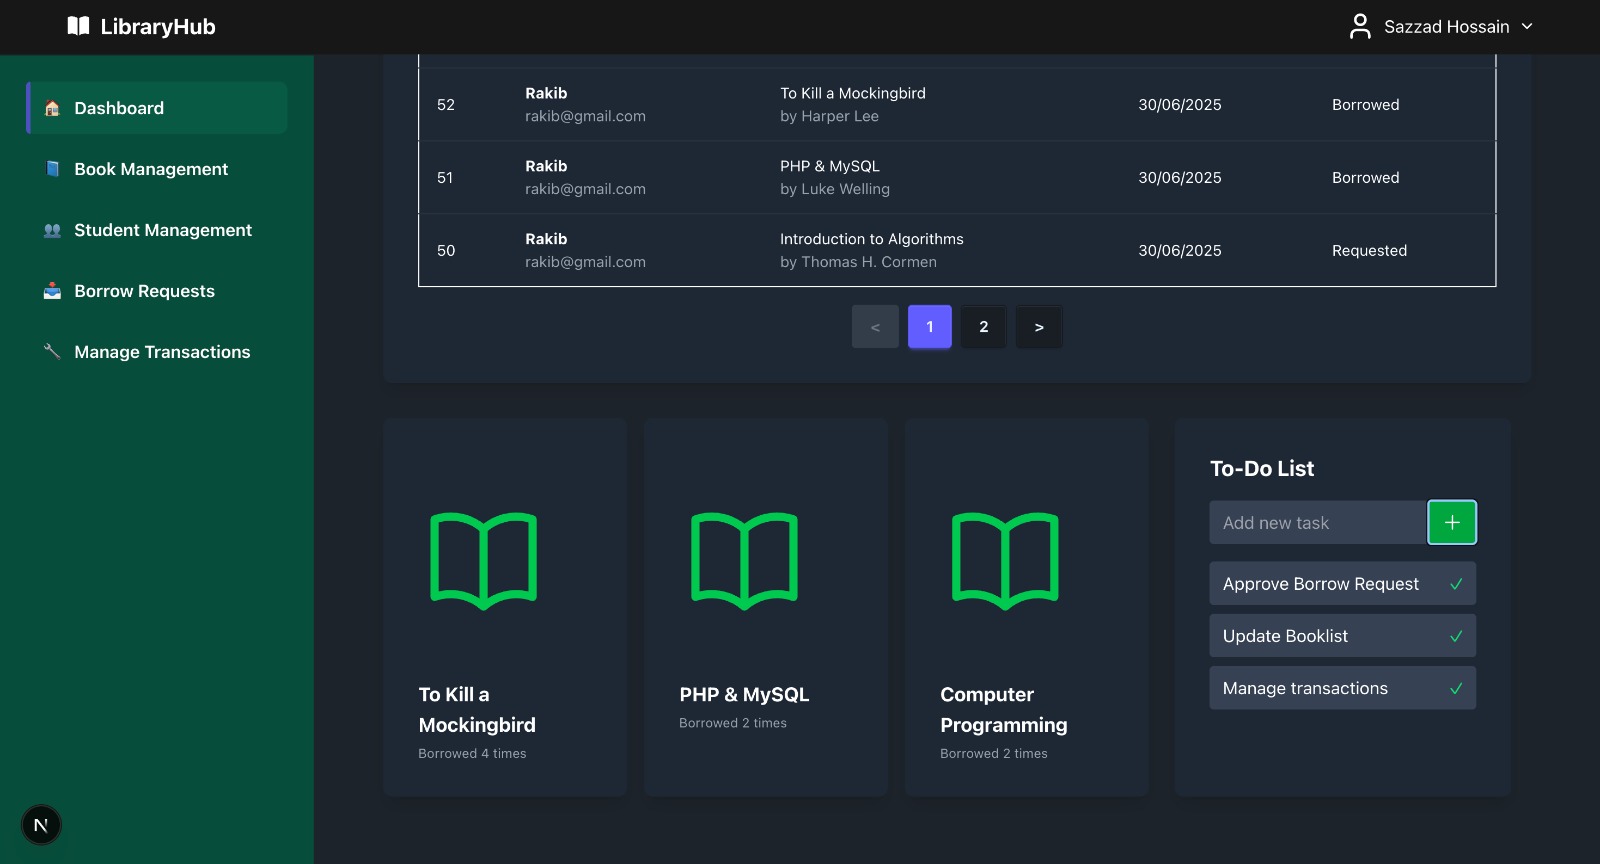 LibraryHub
Sazzad Hossain
Dashboard
Book Management
Student Management
Borrow Requests
Manage Transactions
52 Rakib To Kill a Mockingbird 30/06/2025 Borrowed
rakib@gmail.com by Harper Lee
51 Rakib PHP & MySQL 30/06/2025 Borrowed
rakib@gmail.com by Luke Welling
50 Rakib Introduction to Algorithms 30/06/2025 Requested
rakib@gmail.com by Thomas H. Cormen
< 1 2 >
To Kill a
Mockingbird
Borrowed 4 times
PHP & MySQL
Borrowed 2 times
Computer
Programming
Borrowed 2 times
To-Do List
Add new task
+
Approve Borrow Request ✓
Update Booklist ✓
Manage transactions ✓
N